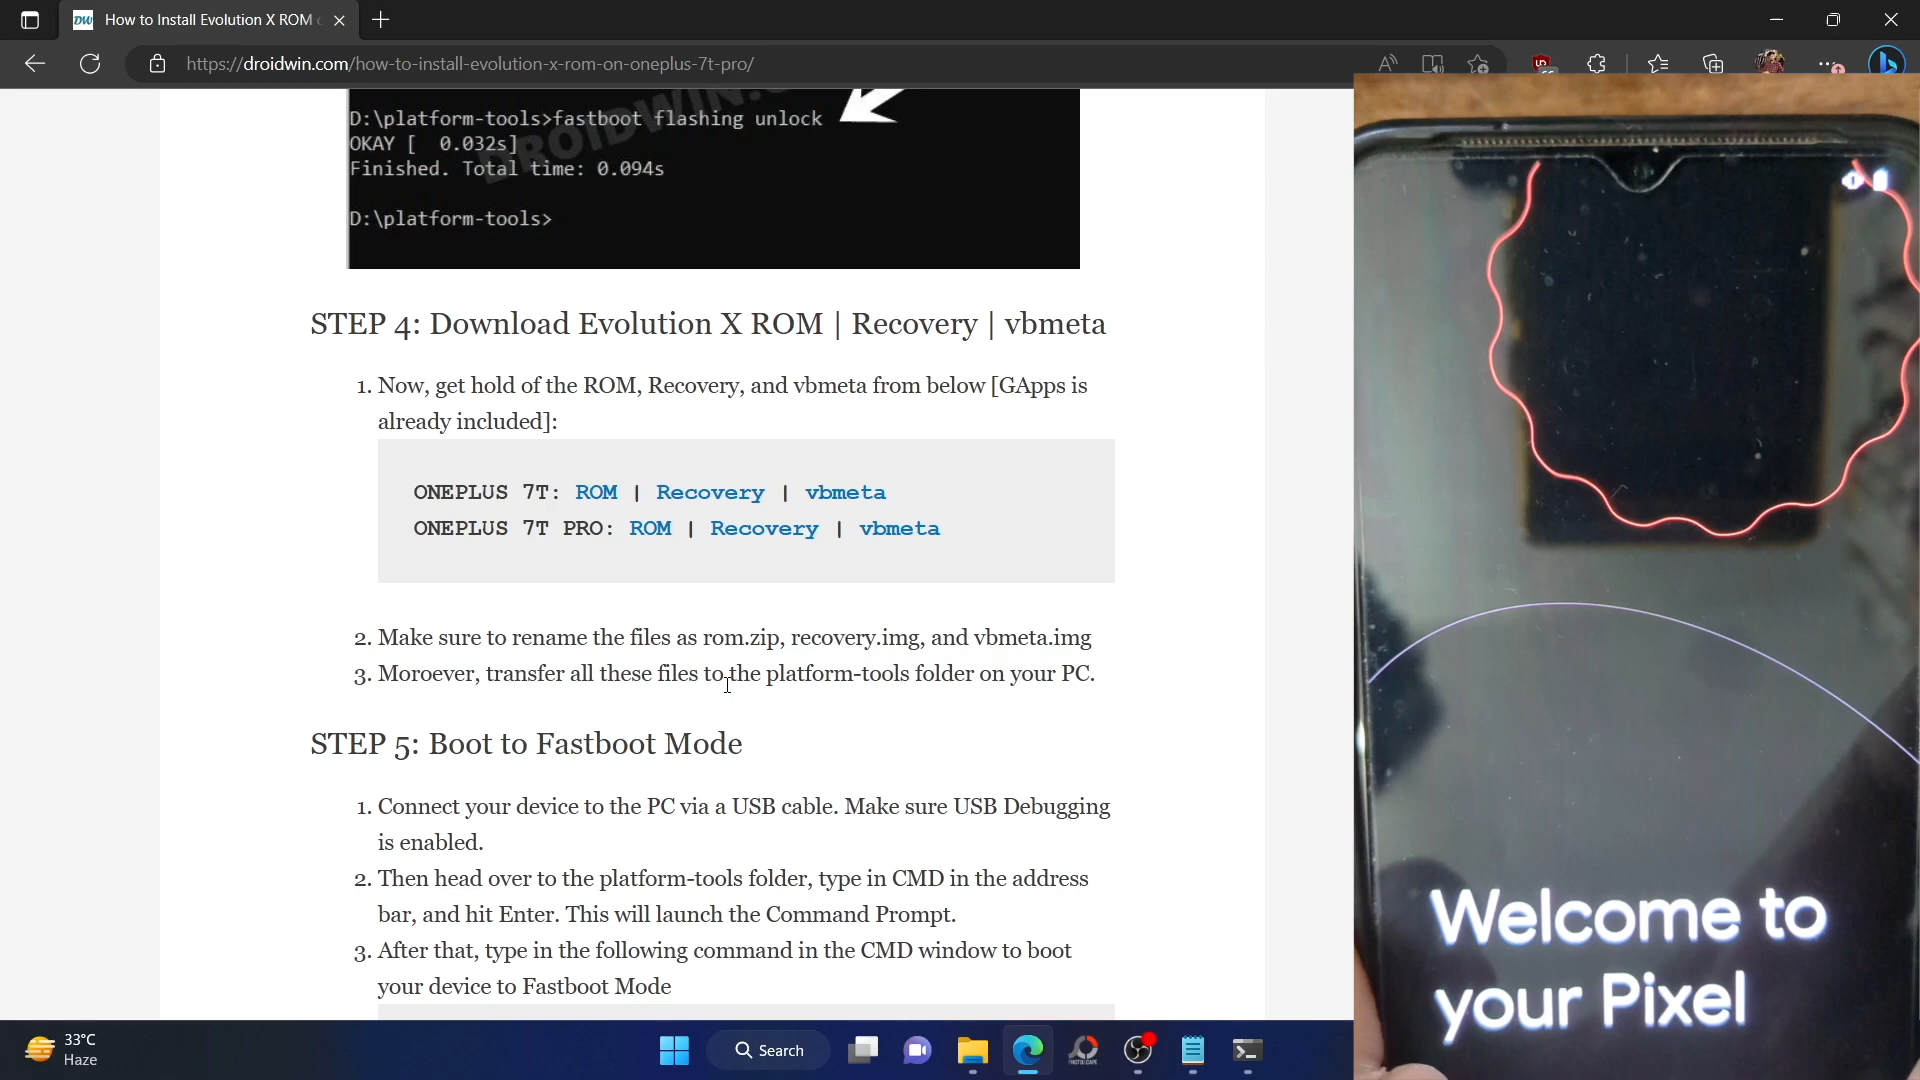 How to Install Evolution X ROM
https://droidwin.com/how-to-install-evolution-x-rom-on-oneplus-7t-pro/
D:\platform-tools>fastboot flashing unlock
OKAY [  0.032s]
Finished. Total time: 0.094s
D:\platform-tools>
STEP 4: Download Evolution X ROM | Recovery | vbmeta
1. Now, get hold of the ROM, Recovery, and vbmeta from below [GApps is
already included]:
ONEPLUS 7T: ROM | Recovery | vbmeta
ONEPLUS 7T PRO: ROM | Recovery | vbmeta
2. Make sure to rename the files as rom.zip, recovery.img, and vbmeta.img
3. Moroever, transfer all these files to the platform-tools folder on your PC.
STEP 5: Boot to Fastboot Mode
1. Connect your device to the PC via a USB cable. Make sure USB Debugging
is enabled.
2. Then head over to the platform-tools folder, type in CMD in the address
bar, and hit Enter. This will launch the Command Prompt.
3. After that, type in the following command in the CMD window to boot
your device to Fastboot Mode
33°C
Haze
Search
Welcome to
your Pixel